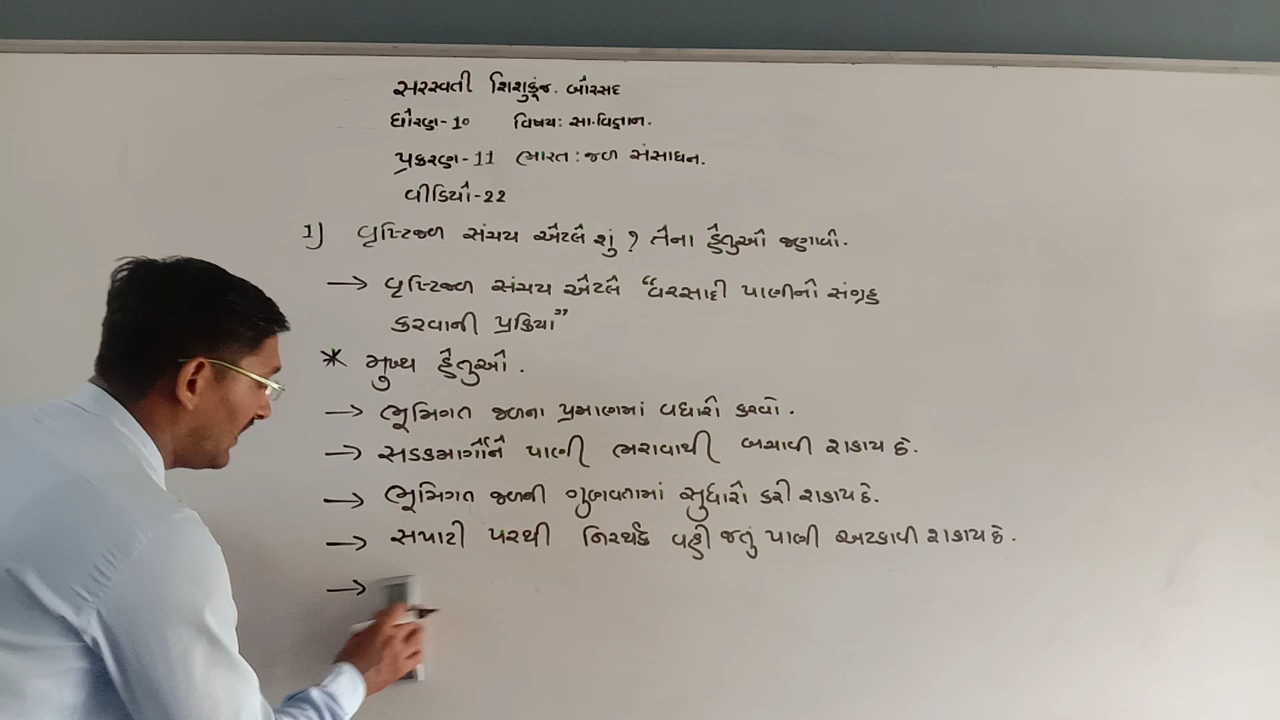 સરસ્વતી શિશુકુંજ. બોરસદ
ધોરણ-૧૦ વિષય: સા.વિજ્ઞાન.
પ્રકરણ-11 ભારત: જળ સંસાધન.
વીડિયો-૨૨
1) વૃષ્ટિજળ સંચય એટલે શું? તેના હેતુઓ જણાવો.
→ વૃષ્ટિજળ સંચય એટલે "વરસાદી પાણીનો સંગ્રહ
કરવાની પ્રક્રિયા"
* મુખ્ય હેતુઓ.
→ ભૂમિગત જળના પ્રમાણમાં વધારો કરવો.
→ સડકમાર્ગોને પાણી ભરાવાથી બચાવી શકાય છે.
→ ભૂમિગત જળની ગુણવતામાં સુધારો કરી શકાય છે.
→ સપાટી પરથી નિરર્થક વહી જતું પાણી અટકાવી શકાય છે.
→